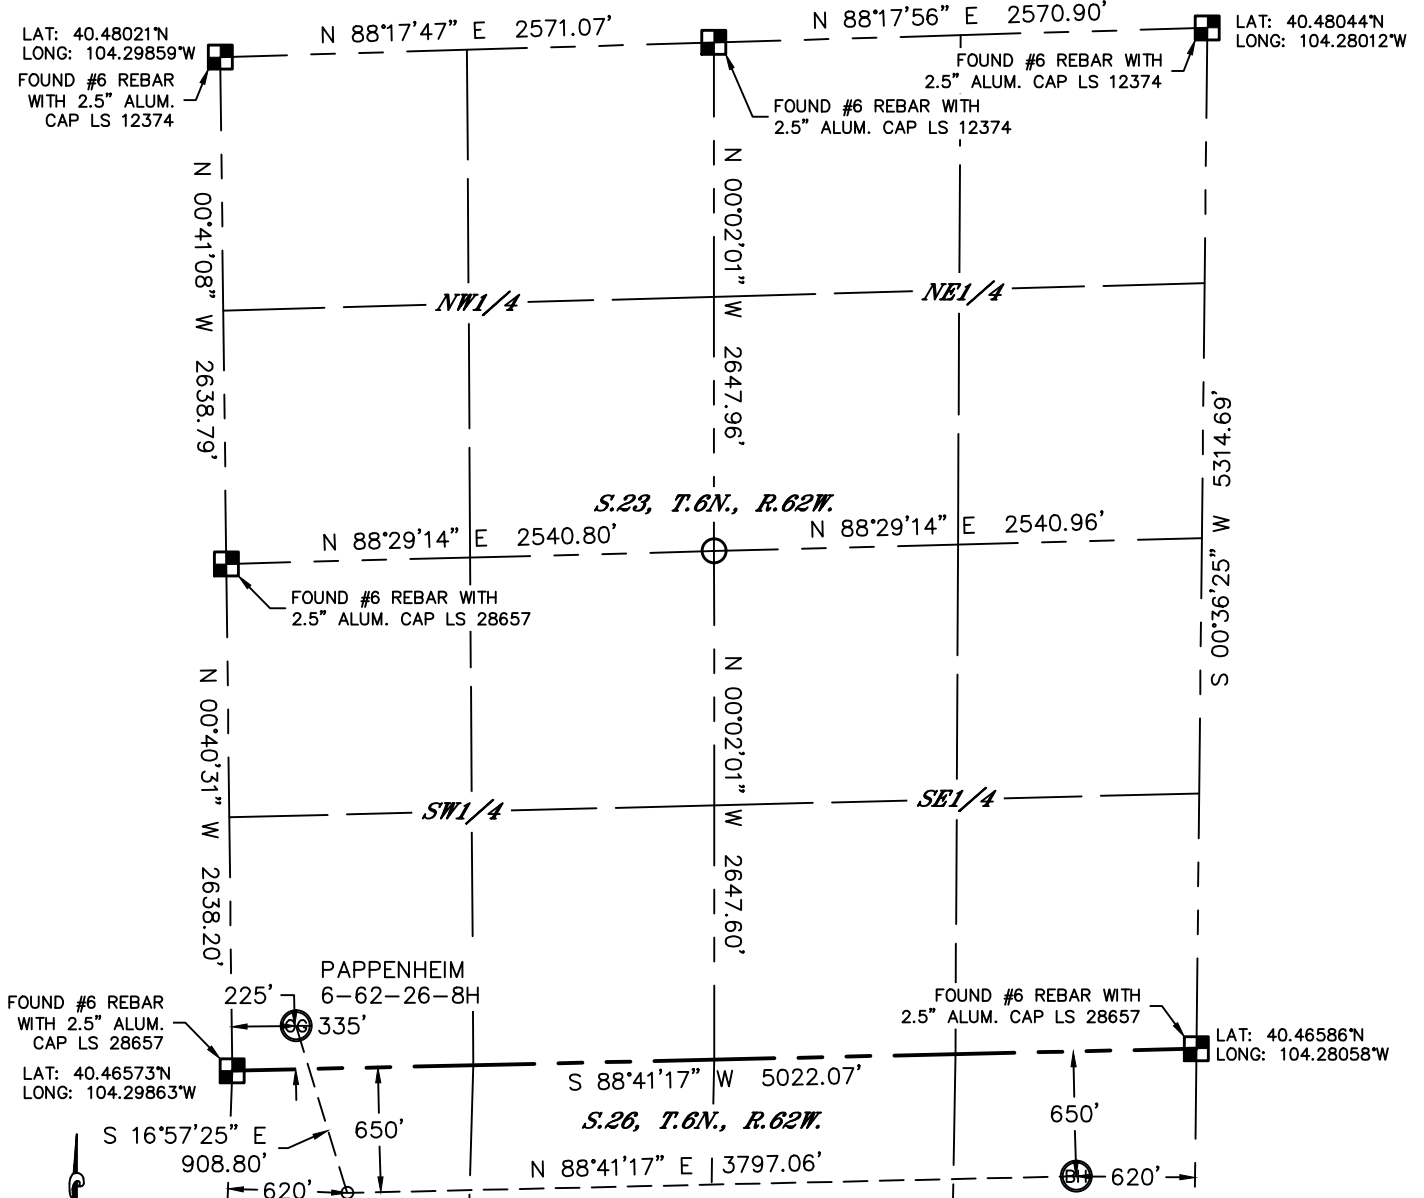 LAT: 40.48021°N
LONG: 104.29859°W
FOUND #6 REBAR
WITH 2.5” ALUM.
CAP LS 12374
N 88°17’47” E 2571.07’
N 88°17’56” E 2570.90’
LAT: 40.48044°N
LONG: 104.28012°W
FOUND #6 REBAR WITH
2.5” ALUM. CAP LS 12374
FOUND #6 REBAR WITH
2.5” ALUM. CAP LS 12374
N 00°41’08” W 2638.79’
N 00°02’01” W 2647.96’
NW1/4
NE1/4
S 00°36’25” W 5314.69’
S.23, T.6N., R.62W.
N 88°29’14” E 2540.80’
N 88°29’14” E 2540.96’
FOUND #6 REBAR WITH
2.5” ALUM. CAP LS 28657
N 00°40’31” W 2638.20’
N 00°02’01” W 2647.60’
SW1/4
SE1/4
PAPPENHEIM
6-62-26-8H
225’
335’
FOUND #6 REBAR
WITH 2.5” ALUM.
CAP LS 28657
LAT: 40.46573°N
LONG: 104.29863°W
FOUND #6 REBAR WITH
2.5” ALUM. CAP LS 28657
LAT: 40.46586°N
LONG: 104.28058°W
S 88°41’17” W 5022.07’
S.26, T.6N., R.62W.
S 16°57’25” E
908.80’
650’
650’
N 88°41’17” E 3797.06’
BH
620’
620’